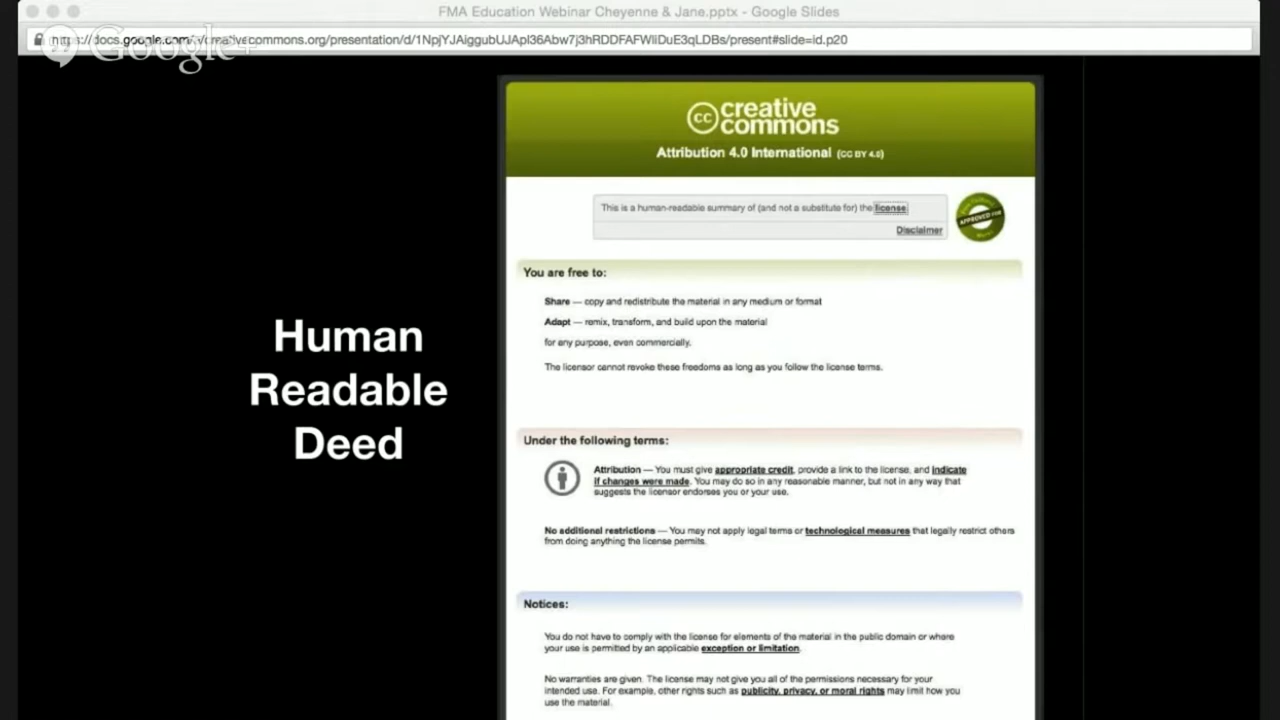 FMA Education Webinar Cheyenne & Jane.pptx - Google Slides
Google+
Human
Readable
Deed
cc creative
commons
Attribution 4.0 International (CC BY 4.0)
This is a human-readable summary of (and not a substitute for) the license.
Disclaimer
APPROVED FOR
You are free to:
Share — copy and redistribute the material in any medium or format
Adapt — remix, transform, and build upon the material
for any purpose, even commercially.
The licensor cannot revoke these freedoms as long as you follow the license terms.
Under the following terms:
Attribution — You must give appropriate credit, provide a link to the license, and indicate
if changes were made. You may do so in any reasonable manner, but not in any way that
suggests the licensor endorses you or your use.
No additional restrictions — You may not apply legal terms or technological measures that legally restrict others
from doing anything the license permits.
Notices:
You do not have to comply with the license for elements of the material in the public domain or where
your use is permitted by an applicable exception or limitation.
No warranties are given. The license may not give you all of the permissions necessary for your
intended use. For example, other rights such as publicity, privacy, or moral rights may limit how you
use the material.